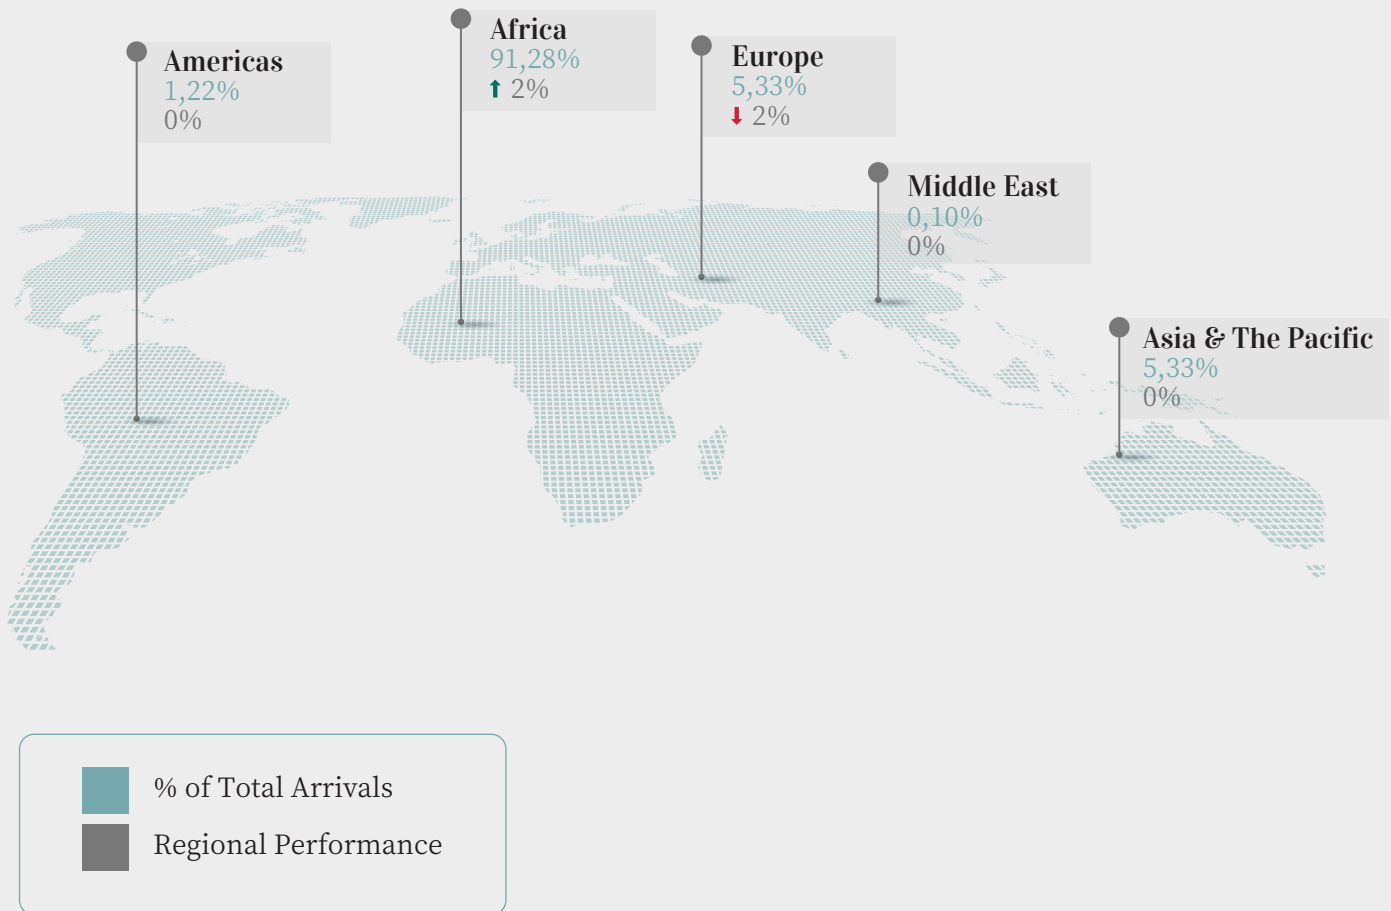 Americas
1,22%
0%
Africa
91,28%
2%
Europe
5,33%
2%
Middle East
0,10%
0%
Asia & The Pacific
5,33%
0%
% of Total Arrivals
Regional Performance